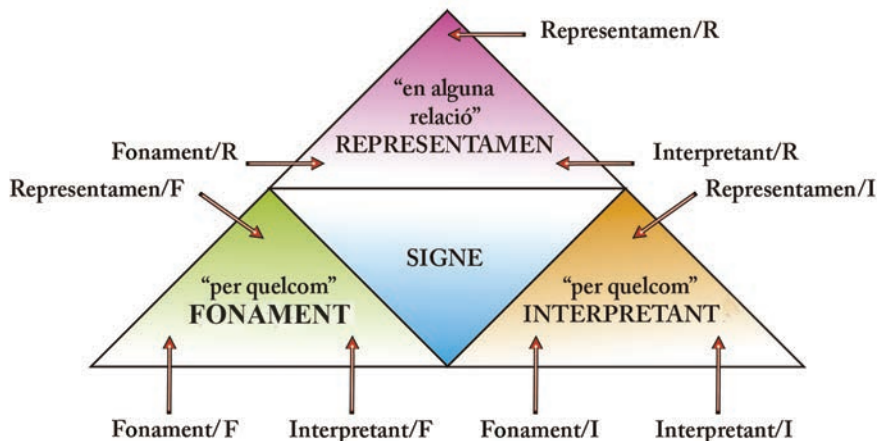 Representamen/R
“en alguna
relació”
REPRESENTAMEN
Fonament/R
Interpretant/R
Representamen/F
Representamen/I
SIGNE
“per quelcom”
FONAMENT
“per quelcom”
INTERPRETANT
Fonament/F
Interpretant/F
Fonament/I
Interpretant/I